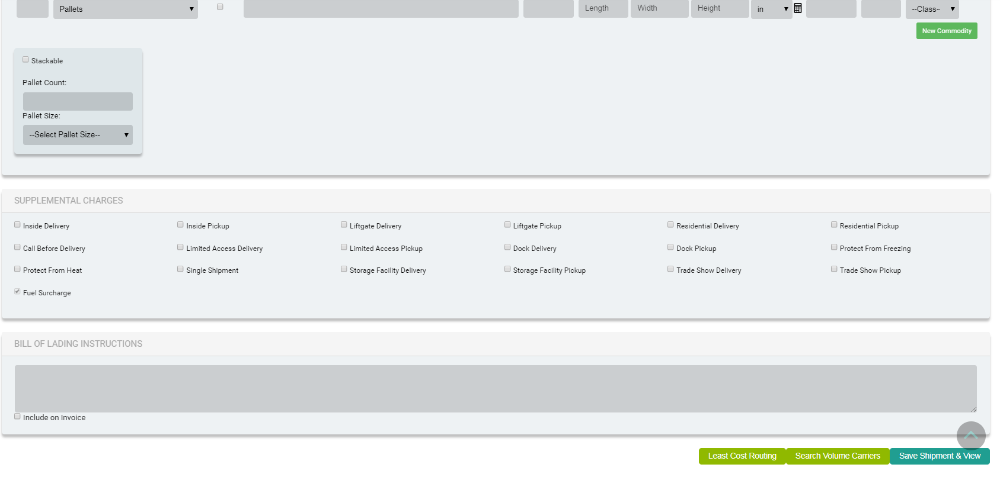 Pallets Length Width Height in --Class--
New Commodity
Stackable
Pallet Count:
Pallet Size:
--Select Pallet Size--
SUPPLEMENTAL CHARGES
Inside Delivery Inside Pickup Liftgate Delivery Liftgate Pickup Residential Delivery Residential Pickup
Call Before Delivery Limited Access Delivery Limited Access Pickup Dock Delivery Dock Pickup Protect From Freezing
Protect From Heat Single Shipment Storage Facility Delivery Storage Facility Pickup Trade Show Delivery Trade Show Pickup
Fuel Surcharge
BILL OF LADING INSTRUCTIONS
Include on Invoice
Least Cost Routing Search Volume Carriers Save Shipment & View